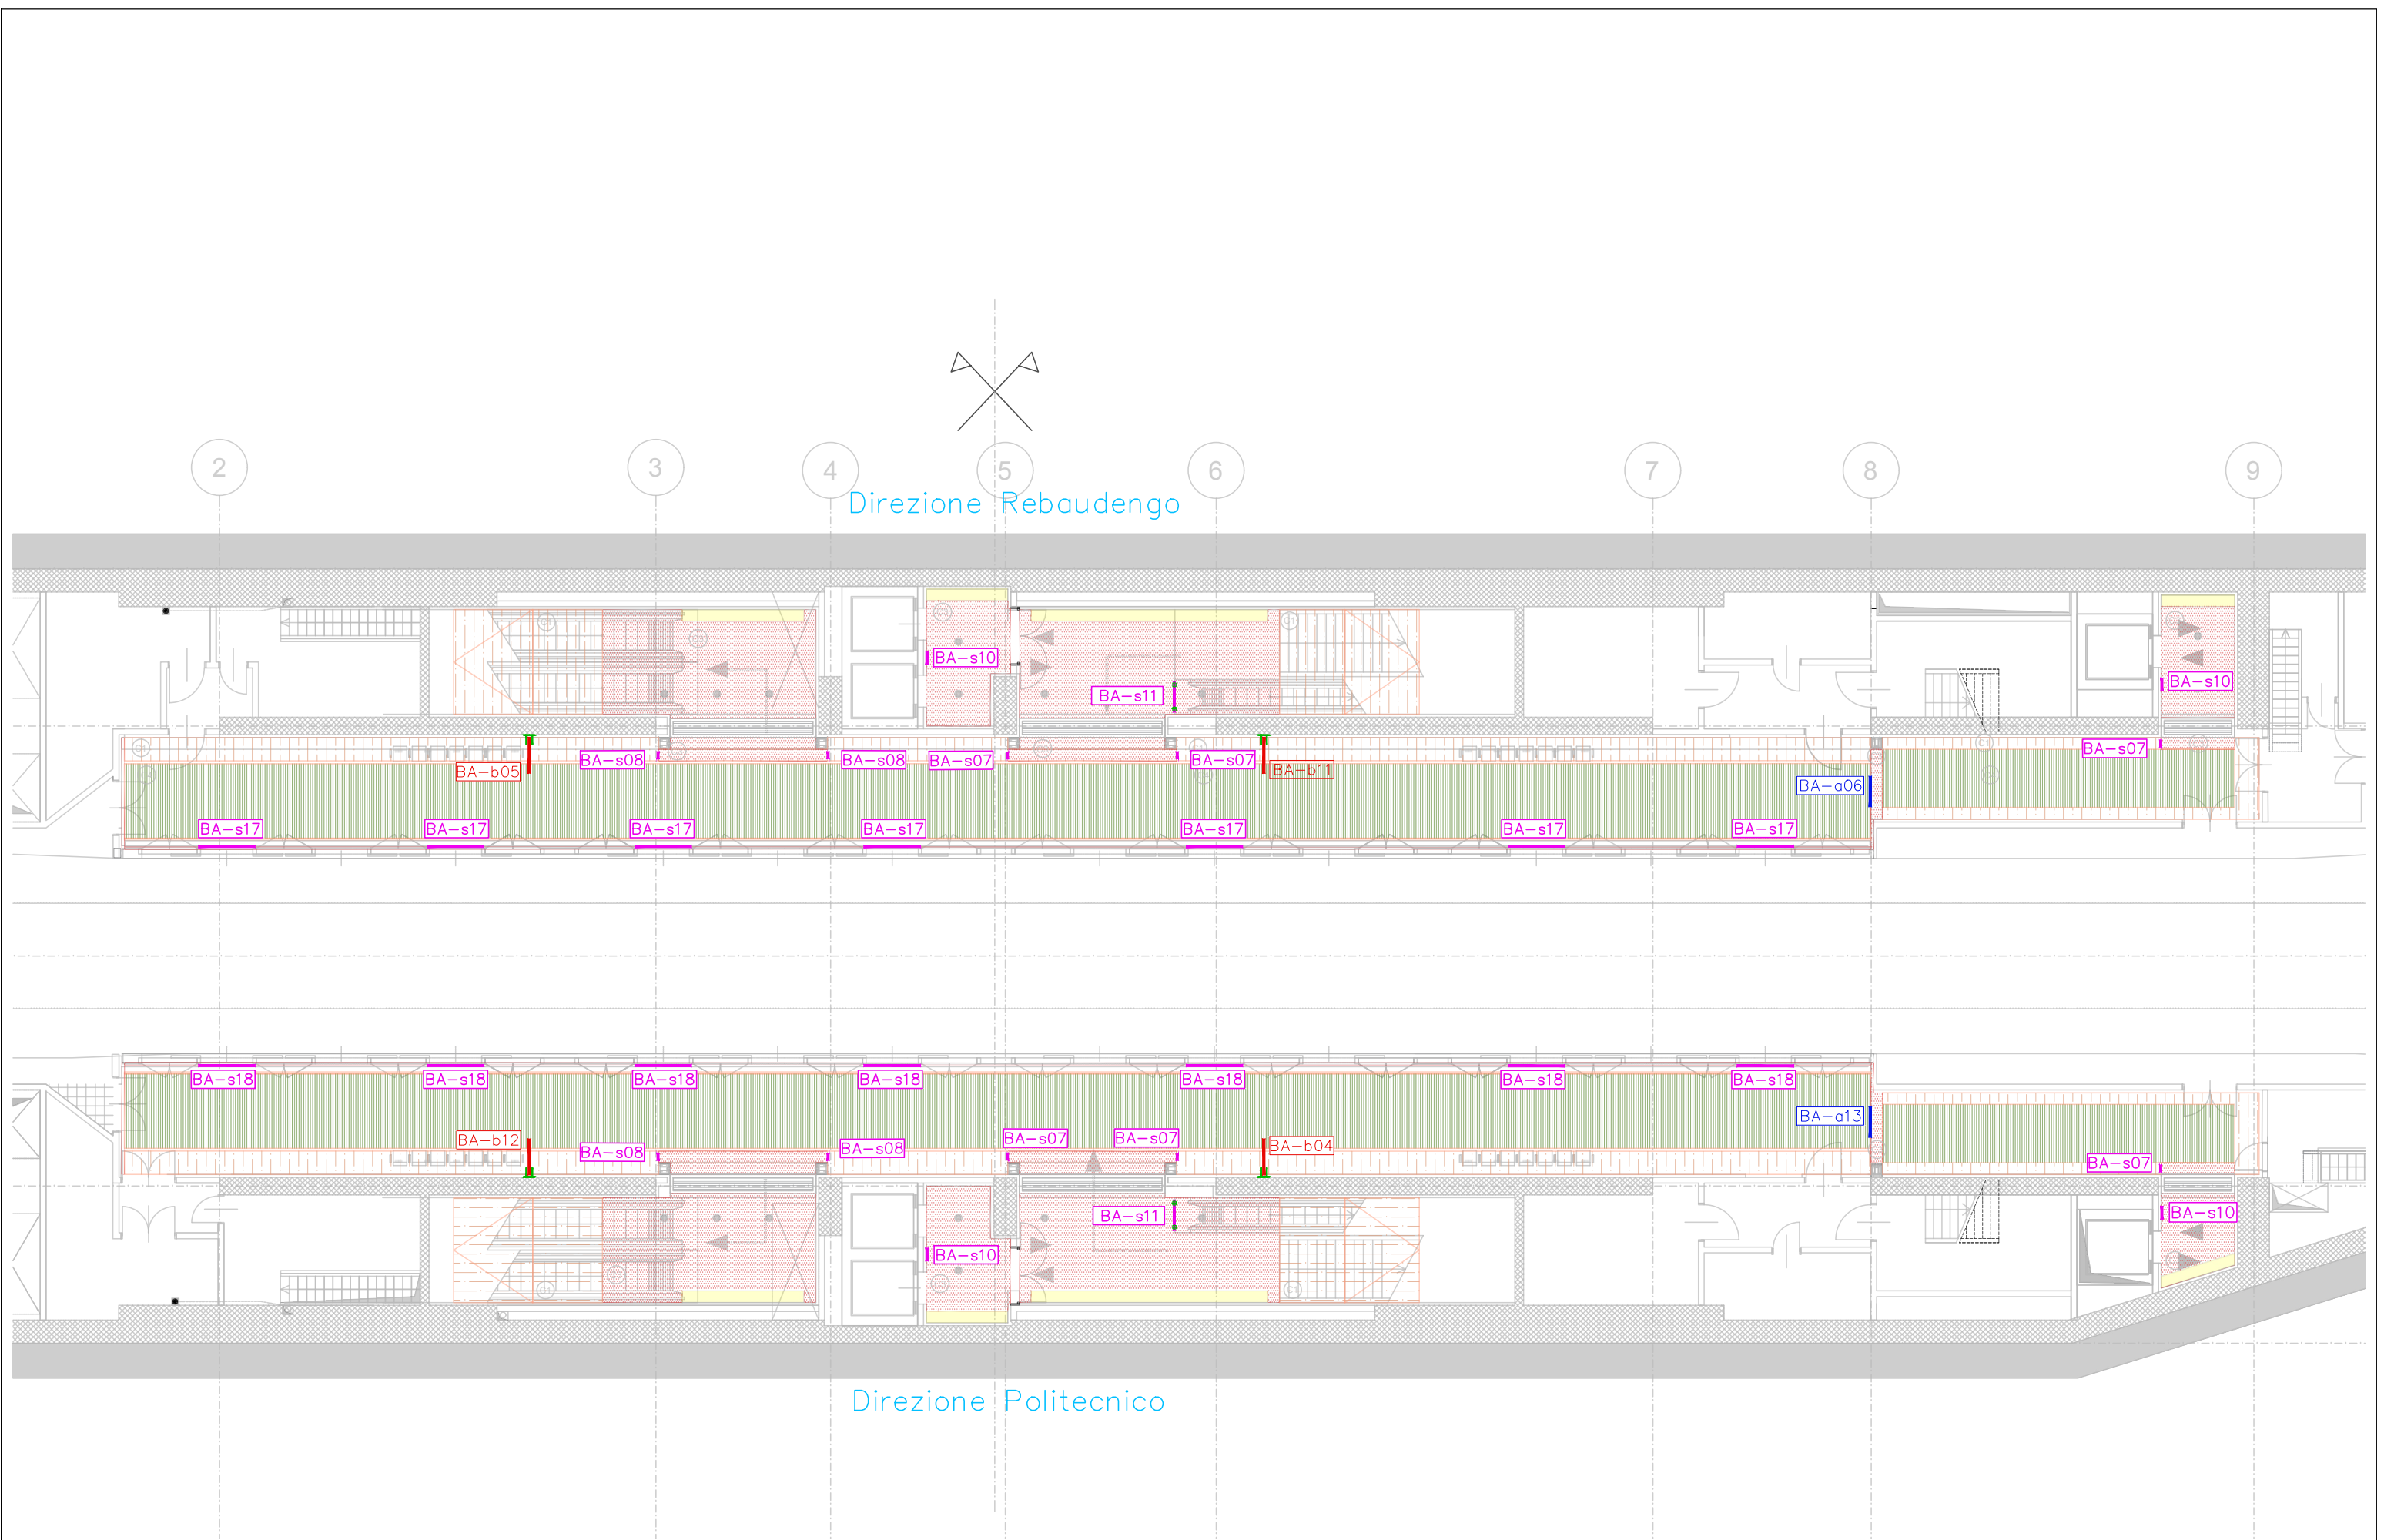 2 3 4 5 6 7 8 9
Direzione Rebaudengo
BA-s10
BA-s10
BA-s11
BA-s07
BA-b05 BA-s08 BA-s08 BA-s07 BA-s07 BA-b11
BA-a06
BA-s17 BA-s17 BA-s17 BA-s17 BA-s17 BA-s17 BA-s17
BA-s18 BA-s18 BA-s18 BA-s18 BA-s18 BA-s18 BA-s18
BA-a13
BA-b12 BA-s08 BA-s08 BA-s07 BA-s07 BA-b04
BA-s07
BA-s11 BA-s10
BA-s10
Direzione Politecnico